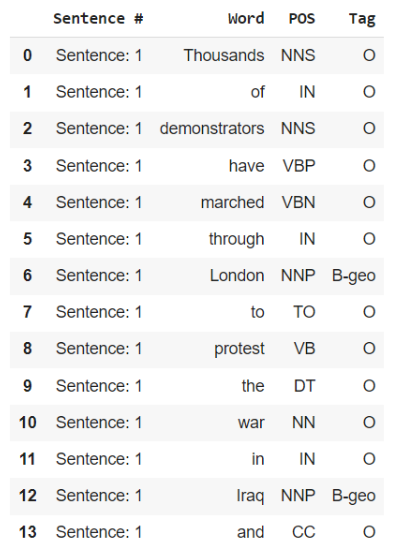 Sentence # Word POS Tag
0 Sentence: 1 Thousands NNS O
1 Sentence: 1 of IN O
2 Sentence: 1 demonstrators NNS O
3 Sentence: 1 have VBP O
4 Sentence: 1 marched VBN O
5 Sentence: 1 through IN O
6 Sentence: 1 London NNP B-geo
7 Sentence: 1 to TO O
8 Sentence: 1 protest VB O
9 Sentence: 1 the DT O
10 Sentence: 1 war NN O
11 Sentence: 1 in IN O
12 Sentence: 1 Iraq NNP B-geo
13 Sentence: 1 and CC O